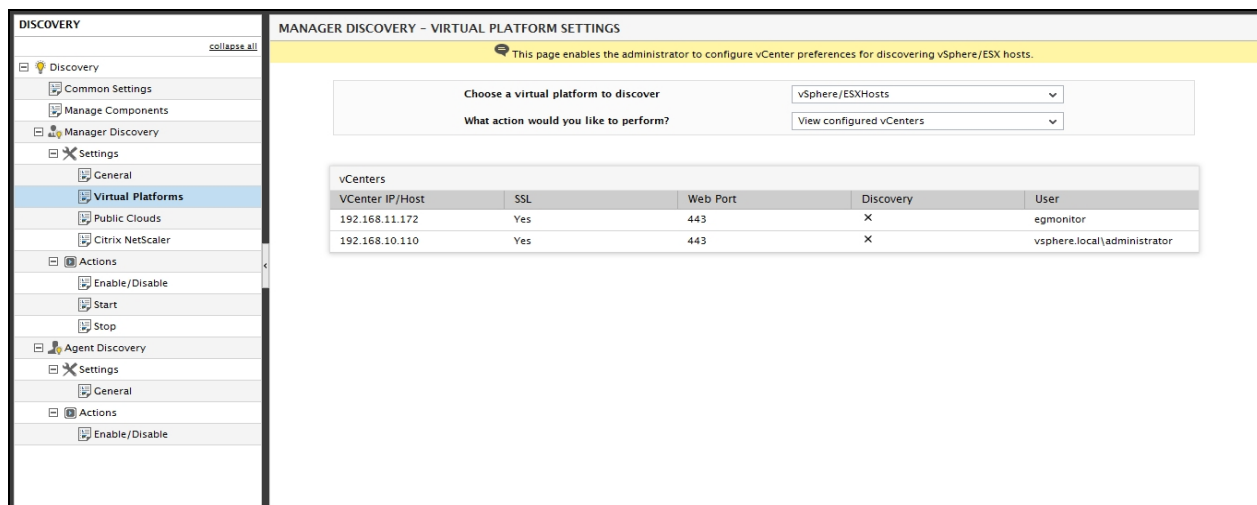 DISCOVERY
collapse all
Discovery
Common Settings
Manage Components
Manager Discovery
Settings
General
Virtual Platforms
Public Clouds
Citrix NetScaler
Actions
Enable/Disable
Start
Stop
Agent Discovery
Settings
General
Actions
Enable/Disable
MANAGER DISCOVERY - VIRTUAL PLATFORM SETTINGS
This page enables the administrator to configure vCenter preferences for discovering vSphere/ESX hosts.
Choose a virtual platform to discover vSphere/ESXHosts
What action would you like to perform? View configured vCenters
vCenters
VCenter IP/Host SSL Web Port Discovery User
192.168.11.172 Yes 443 ✕ egmonitor
192.168.10.110 Yes 443 ✕ vsphere.local\administrator